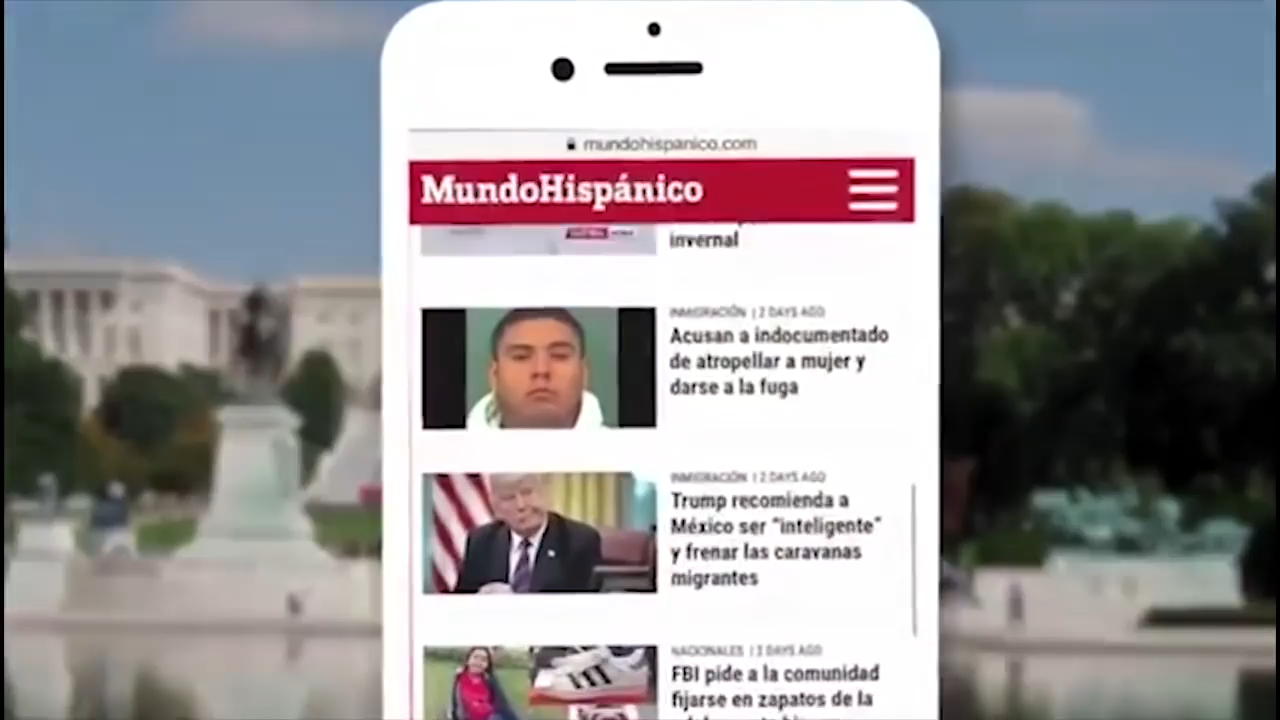 mundohispanico.com
MundoHispánico
invernal
INMIGRACIÓN | 2 DAYS AGO
Acusan a indocumentado
de atropellar a mujer y
darse a la fuga
INMIGRACIÓN | 2 DAYS AGO
Trump recomienda a
México ser “inteligente”
y frenar las caravanas
migrantes
NACIONALES | 3 DAYS AGO
FBI pide a la comunidad
fijarse en zapatos de la